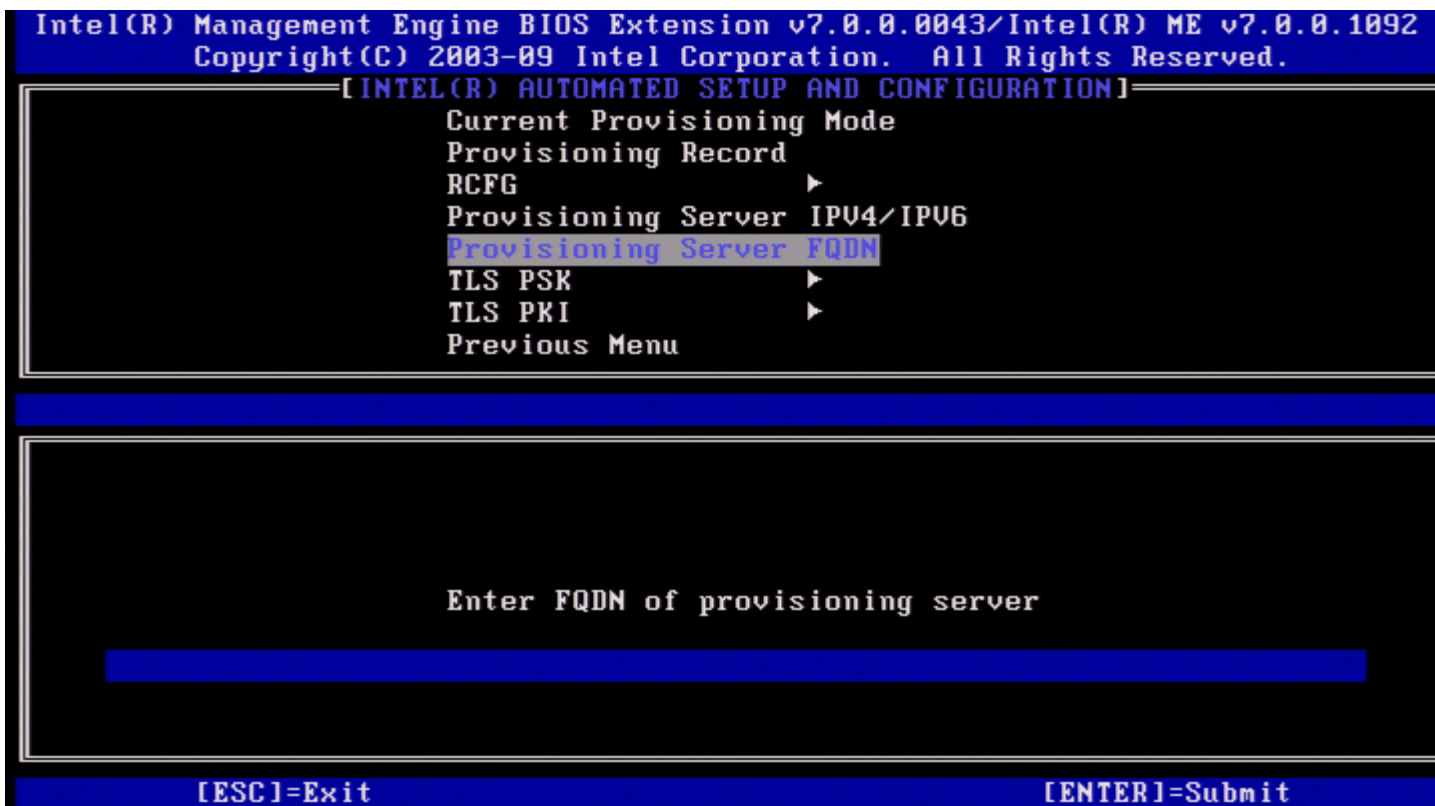 Intel(R) Management Engine BIOS Extension v7.0.0.0043/Intel(R) ME v7.0.0.1092
Copyright(C) 2003-09 Intel Corporation. All Rights Reserved.
[INTEL(R) AUTOMATED SETUP AND CONFIGURATION]
Current Provisioning Mode
Provisioning Record
RCFG ►
Provisioning Server IPV4/IPV6
Provisioning Server FQDN
TLS PSK ►
TLS PKI ►
Previous Menu
Enter FQDN of provisioning server
[ESC]=Exit [ENTER]=Submit